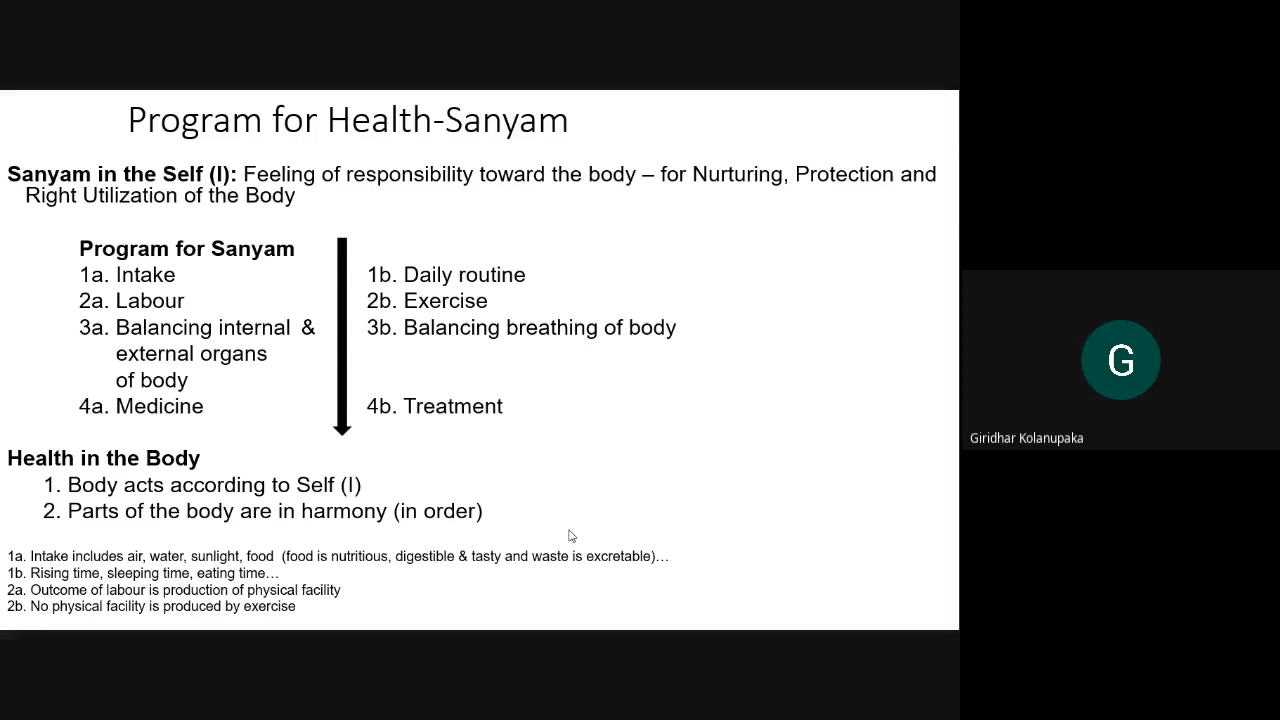 Program for Health-Sanyam
Sanyam in the Self (I): Feeling of responsibility toward the body – for Nurturing, Protection and
Right Utilization of the Body
Program for Sanyam
1a. Intake
1b. Daily routine
2a. Labour
2b. Exercise
3a. Balancing internal &
external organs
of body
3b. Balancing breathing of body
4a. Medicine
4b. Treatment
Health in the Body
1. Body acts according to Self (I)
2. Parts of the body are in harmony (in order)
1a. Intake includes air, water, sunlight, food (food is nutritious, digestible & tasty and waste is excretable)…
1b. Rising time, sleeping time, eating time…
2a. Outcome of labour is production of physical facility
2b. No physical facility is produced by exercise
G
Giridhar Kolanupaka